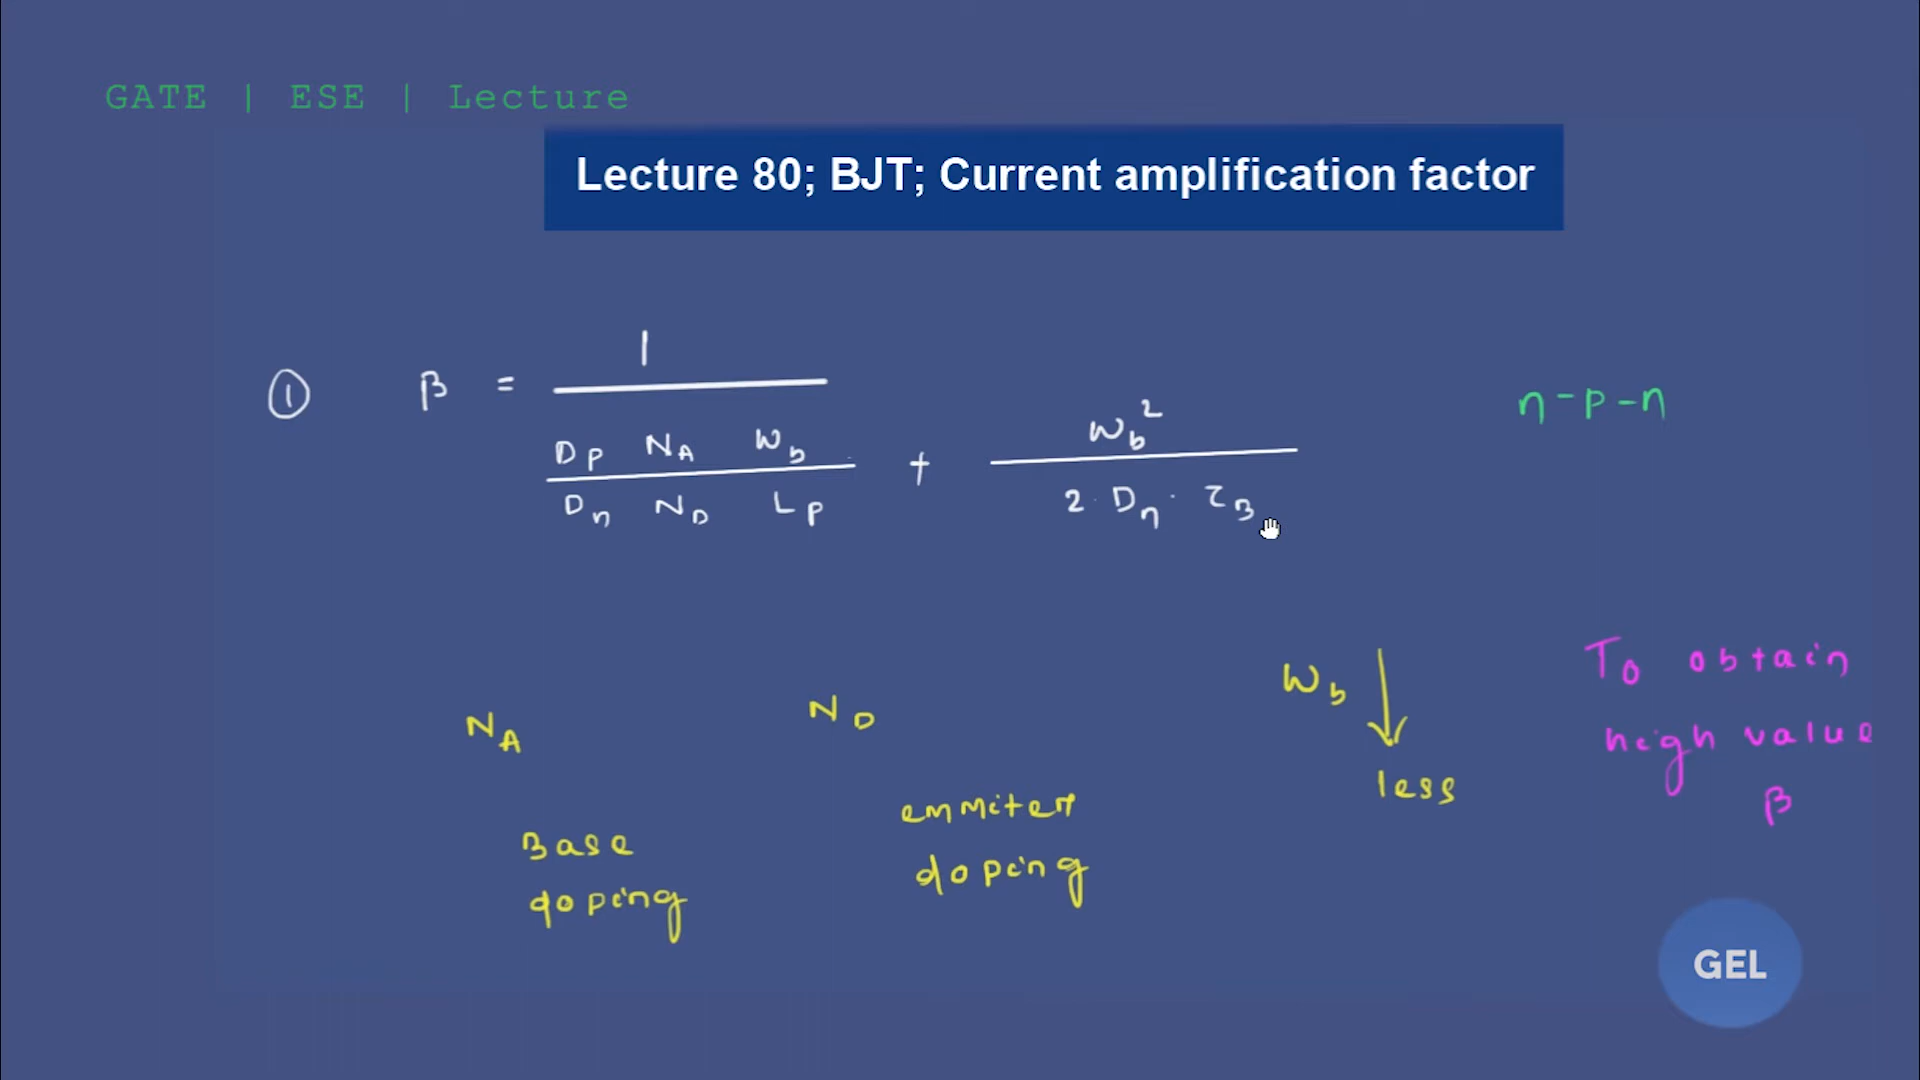 GATE | ESE | Lecture
Lecture 80; BJT; Current amplification factor
① β = 1 / (Dp NA Wb / Dn ND Lp + Wb² / 2 · Dn · τB)
n-p-n
NA
Base
doping
ND
emmiter
doping
Wb ↓
less
To obtain
high value
β
GEL